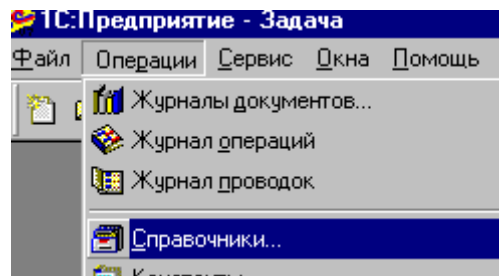 1С:Предприятие - Задача
Файл Операции Сервис Окна Помощь
Журналы документов...
Журнал операций
Журнал проводок
Справочники...